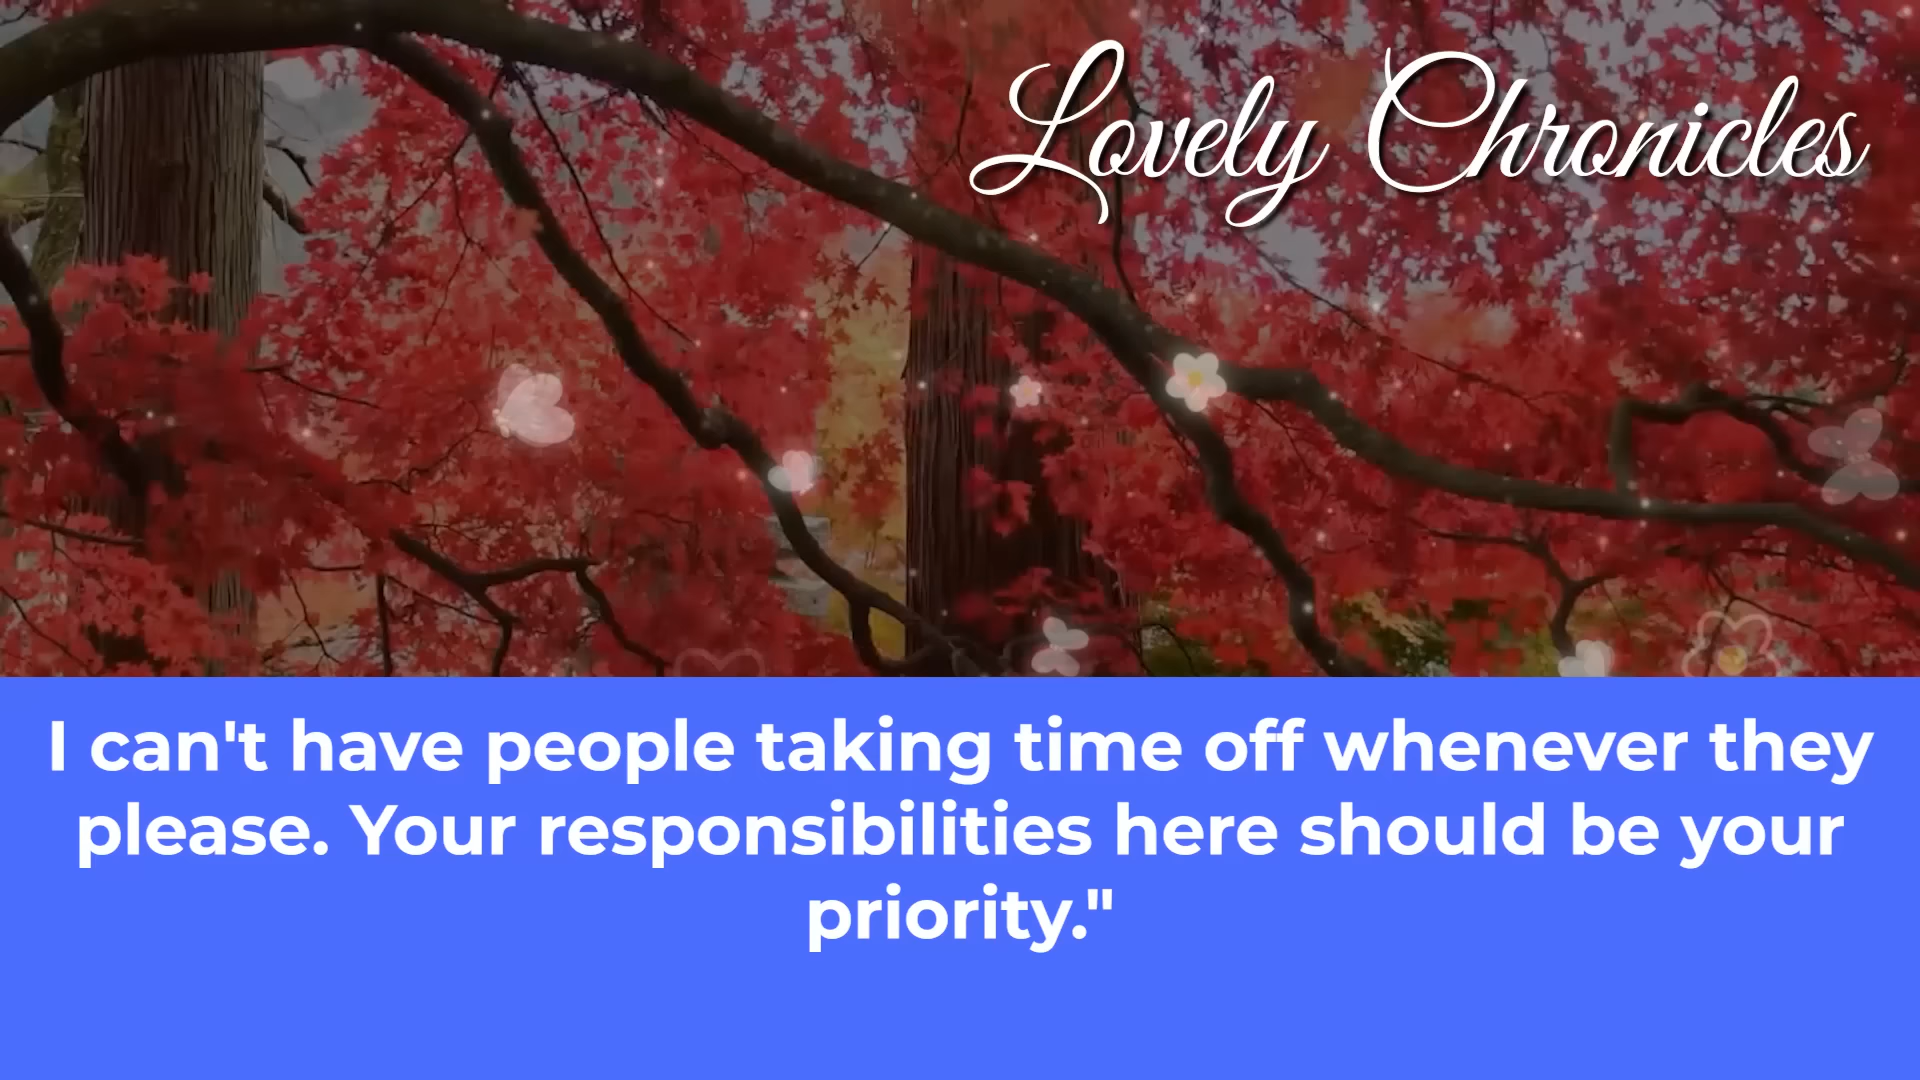 Lovely Chronicles
I can't have people taking time off whenever they
please. Your responsibilities here should be your
priority."